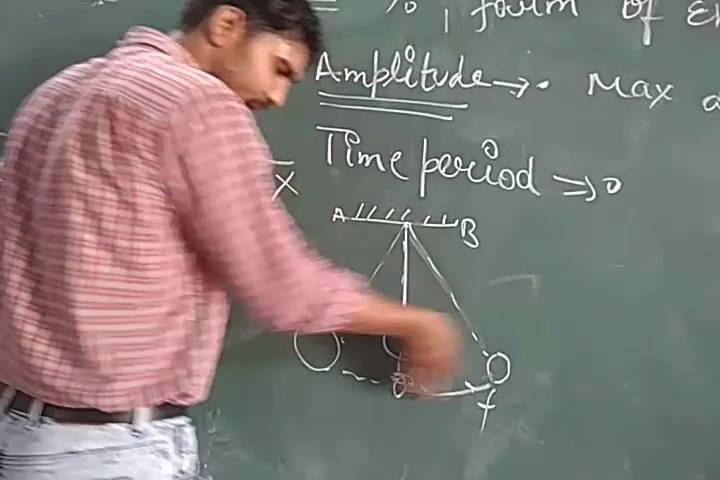 form of
Amplitude → • Max
Time period ⇒ o
X
A B
f